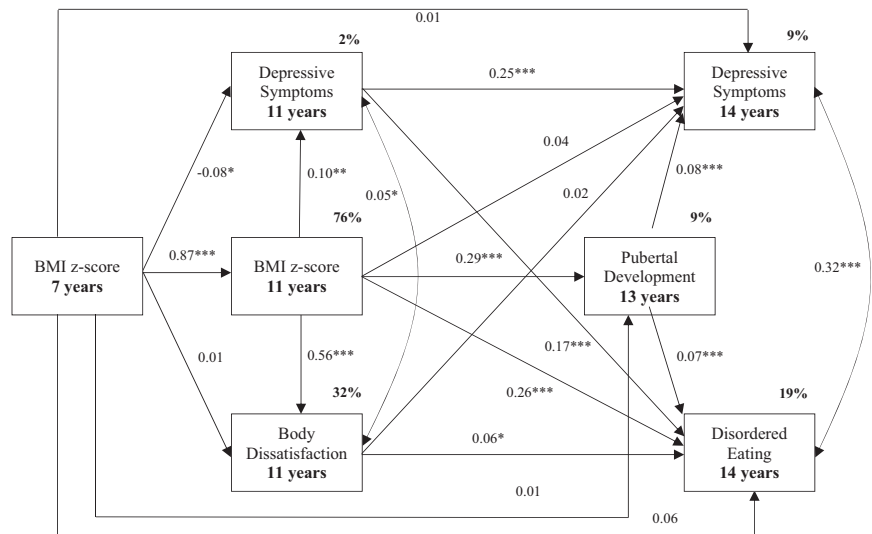 0.01
2%
9%
Depressive
Symptoms
11 years
0.25***
Depressive
Symptoms
14 years
0.04
-0.08*
0.10**
0.05*
0.02
0.08***
76%
9%
BMI z-score
7 years
0.87***
BMI z-score
11 years
0.29***
Pubertal
Development
13 years
0.32***
0.01
0.56***
0.17***
0.07***
32%
0.26***
19%
Body
Dissatisfaction
11 years
0.06*
Disordered
Eating
14 years
0.01
0.06